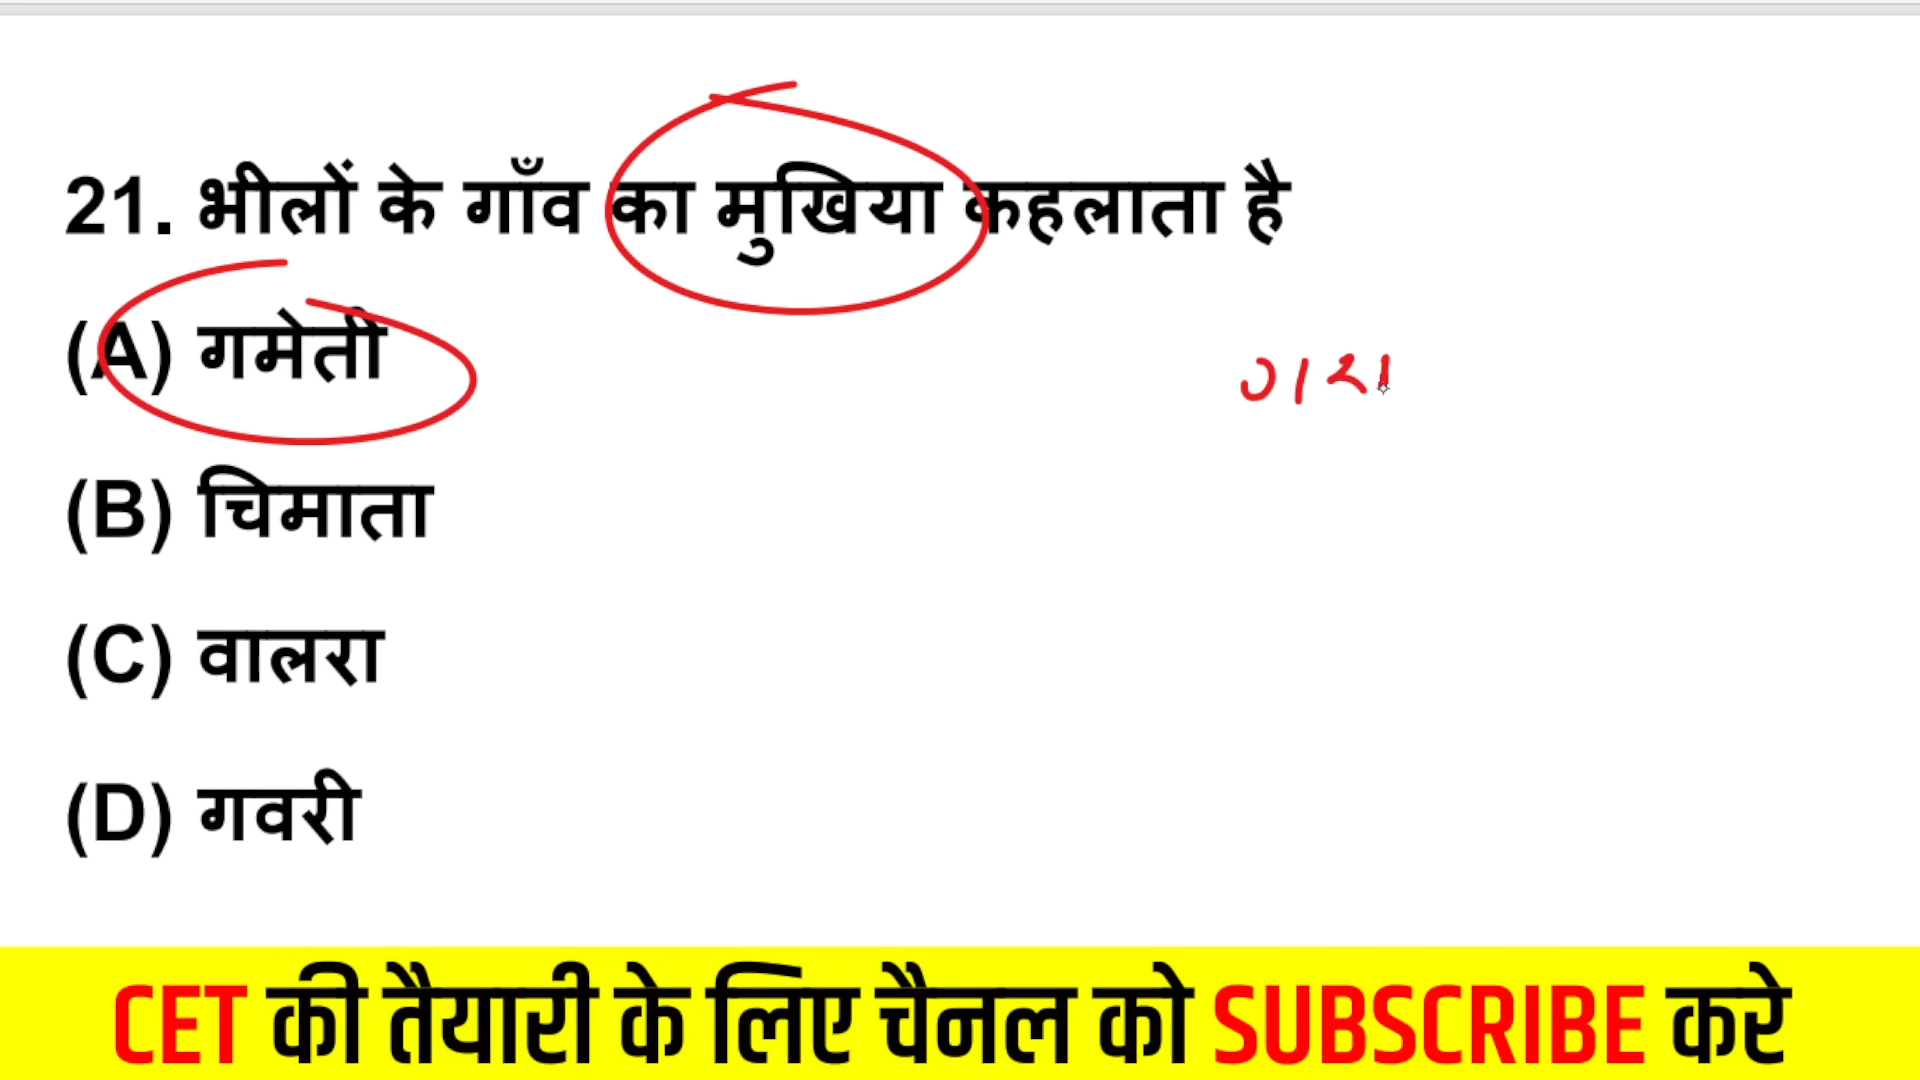 21. भीलों के गाँव का मुखिया कहलाता है
(A) गमेती
(B) चिमाता
(C) वालरा
(D) गवरी
CET की तैयारी के लिए चैनल को SUBSCRIBE करे